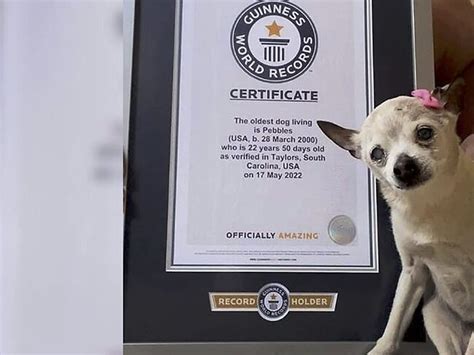 GUINNESS
WORLD RECORDS
CERTIFICATE
The oldest dog living
is Pebbles
(USA, b. 28 March 2000)
who is 22 years 50 days old
as verified in Taylors, South
Carolina, USA
on 17 May 2022
OFFICIALLY AMAZING
RECORD
HOLDER